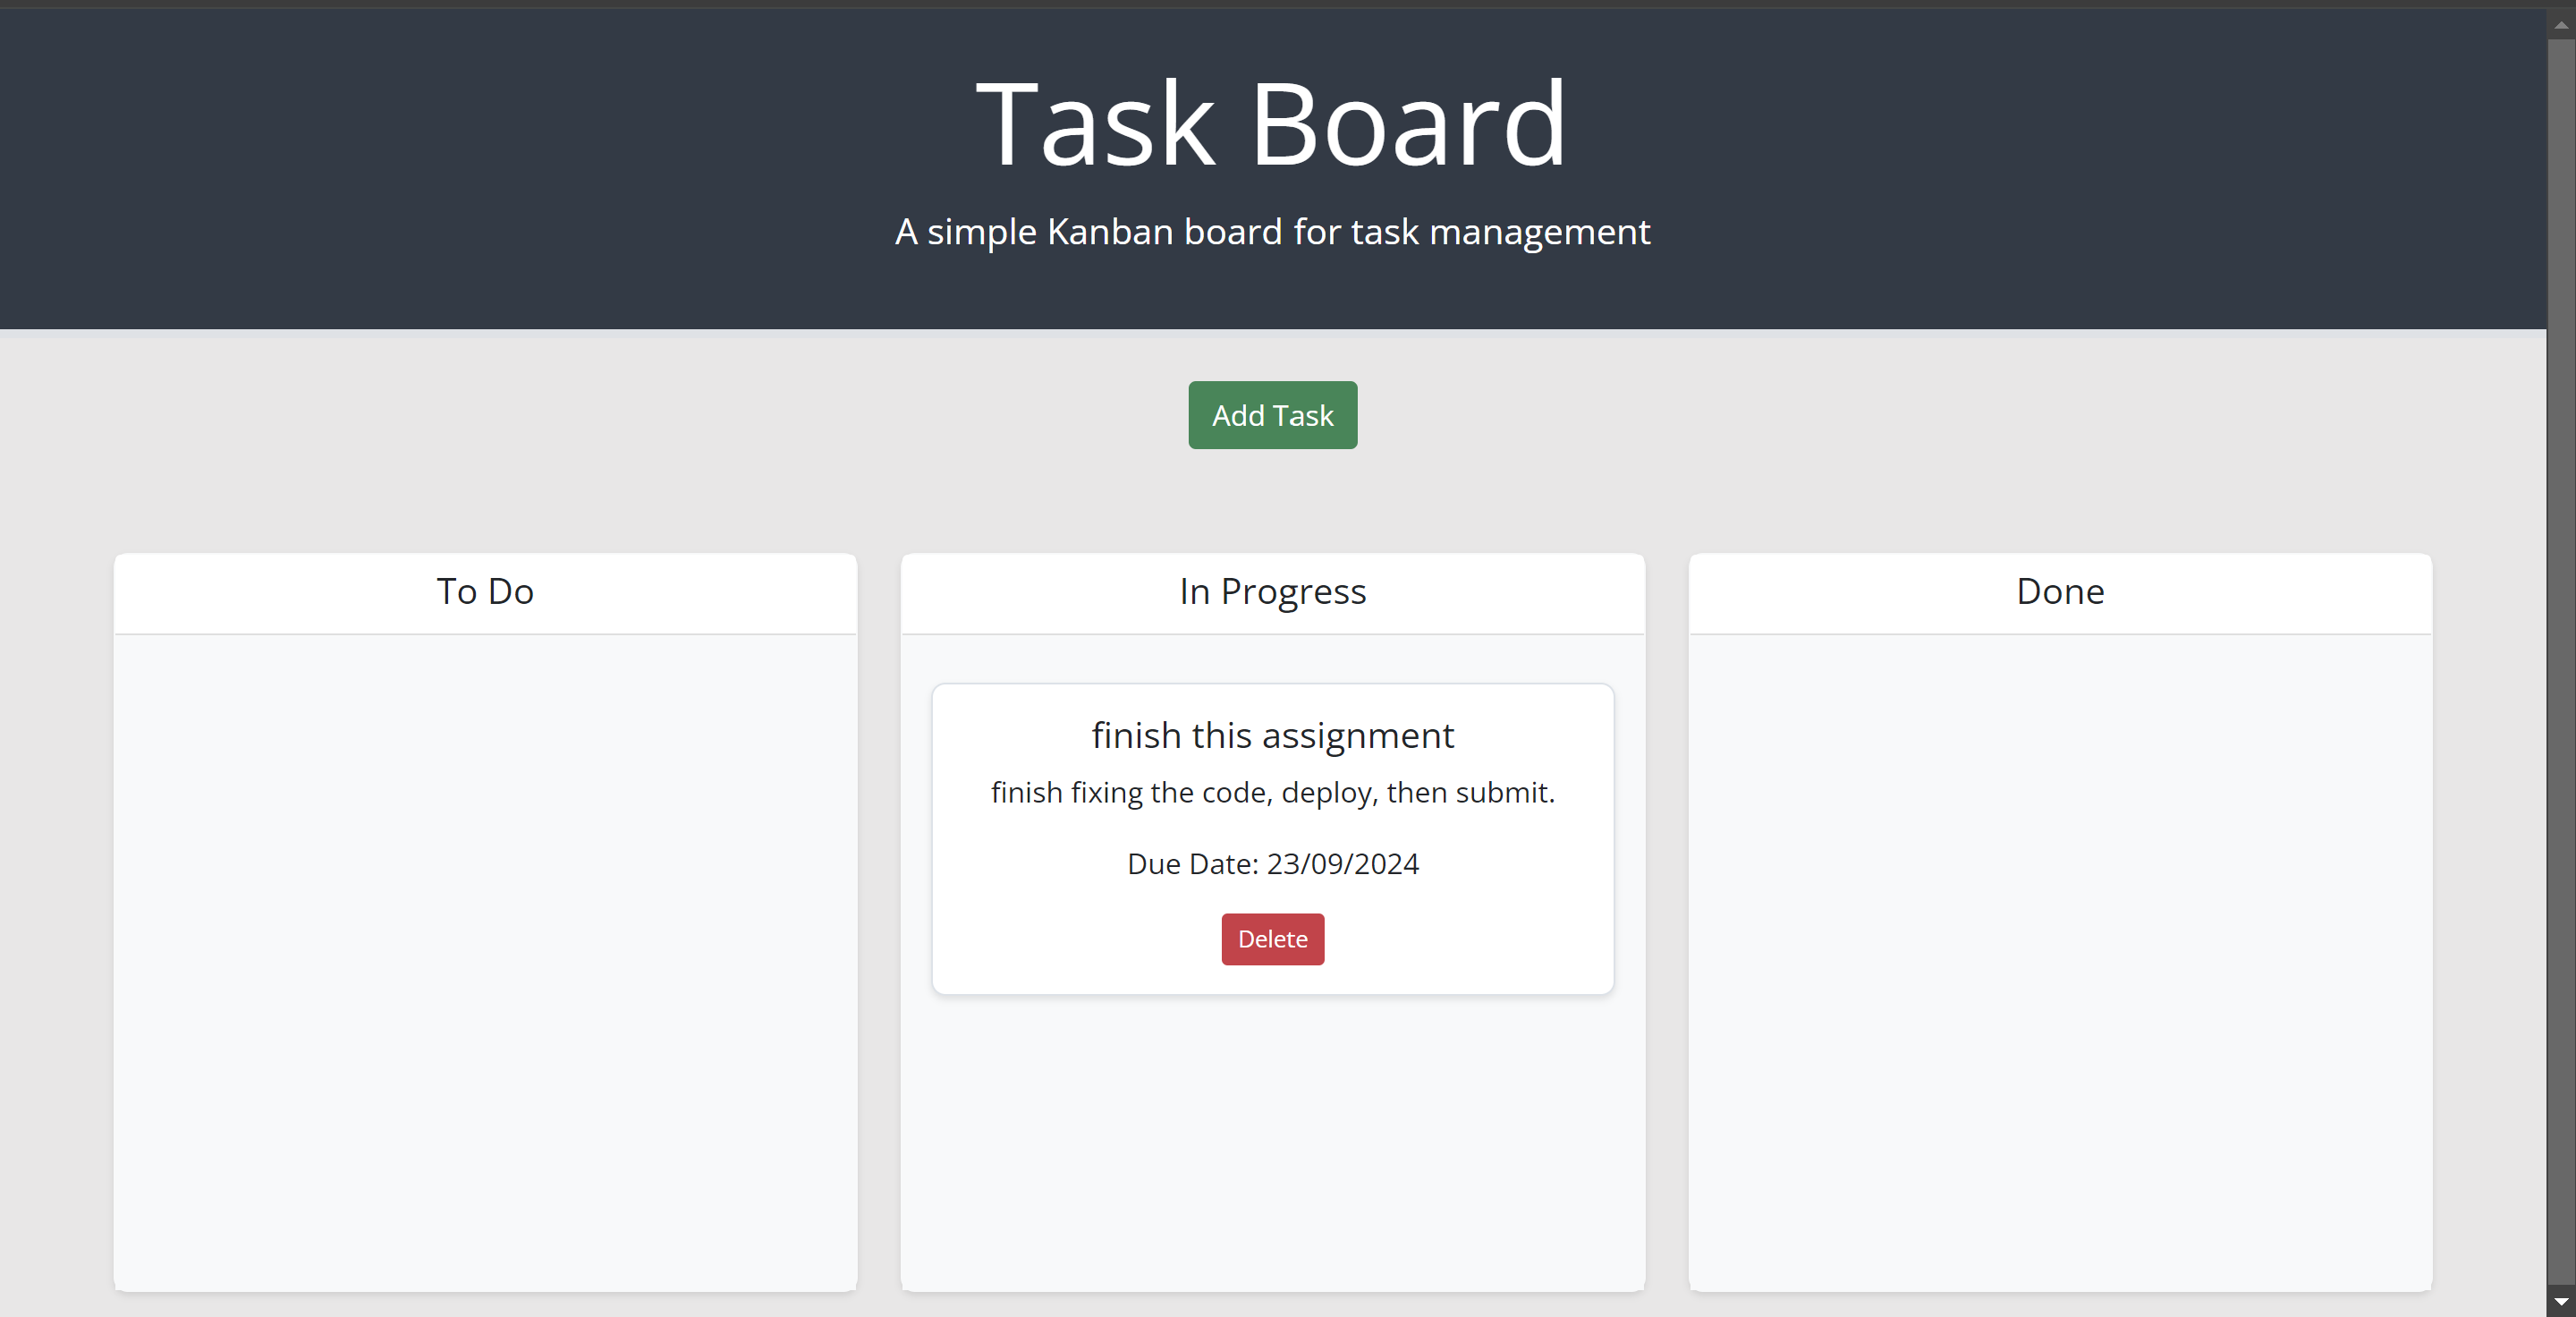 Task Board
A simple Kanban board for task management
Add Task
To Do
In Progress
Done
finish this assignment
finish fixing the code, deploy, then submit.
Due Date: 23/09/2024
Delete